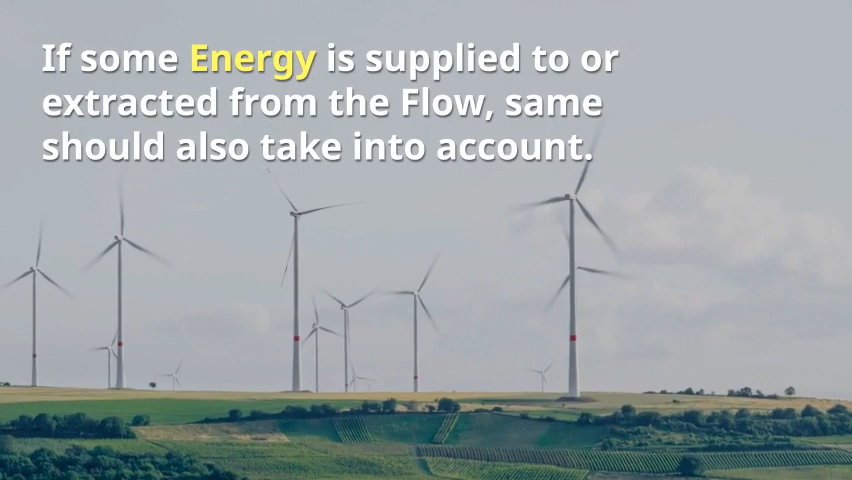 If some Energy is supplied to or
extracted from the Flow, same
should also take into account.